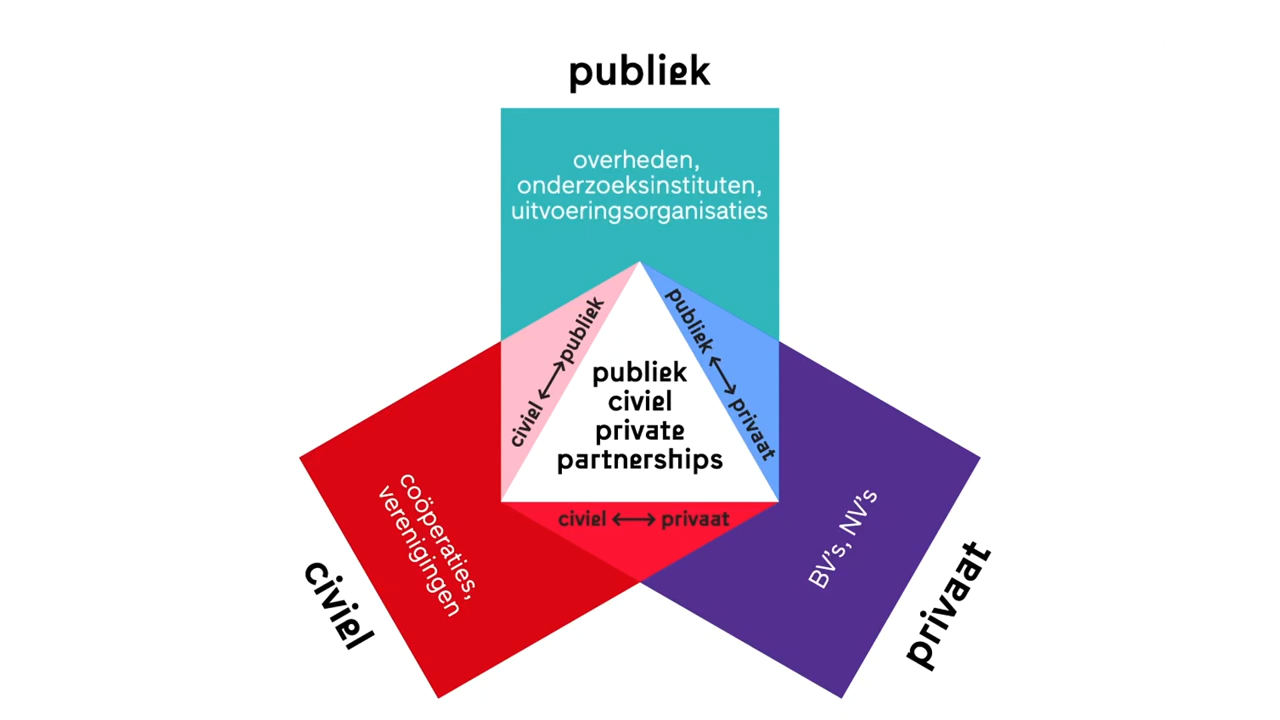 publiek
overheden,
onderzoeksinstituten,
uitvoeringsorganisaties
civiel ⟷ publiek
publiek ⟷ privaat
publiek
civiel
private
partnerships
civiel ⟷ privaat
coöperaties,
verenigingen
BV's, NV's
civiel
privaat